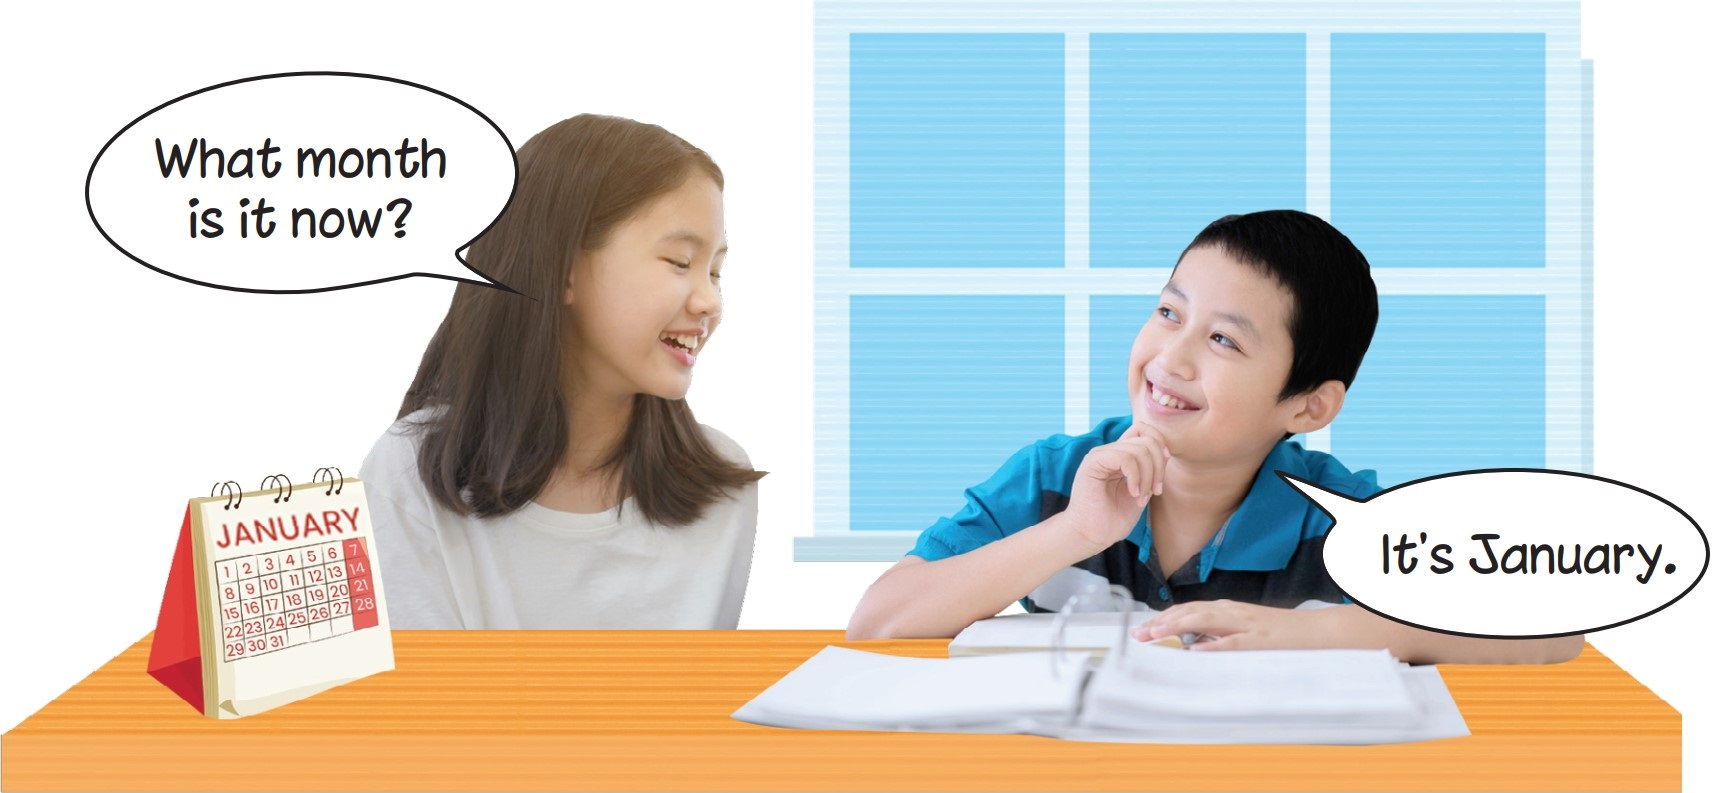 What month
is it now?
It's January.
JANUARY
1 2 3 4 5 6 7
8 9 10 11 12 13 14
15 16 17 18 19 20 21
22 23 24 25 26 27 28
29 30 31